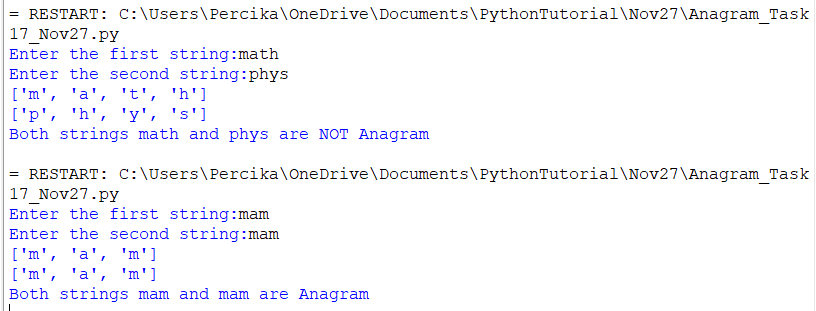 = RESTART: C:\Users\Percika\OneDrive\Documents\PythonTutorial\Nov27\Anagram_Task
17_Nov27.py
Enter the first string:math
Enter the second string:phys
['m', 'a', 't', 'h']
['p', 'h', 'y', 's']
Both strings math and phys are NOT Anagram
= RESTART: C:\Users\Percika\OneDrive\Documents\PythonTutorial\Nov27\Anagram_Task
17_Nov27.py
Enter the first string:mam
Enter the second string:mam
['m', 'a', 'm']
['m', 'a', 'm']
Both strings mam and mam are Anagram